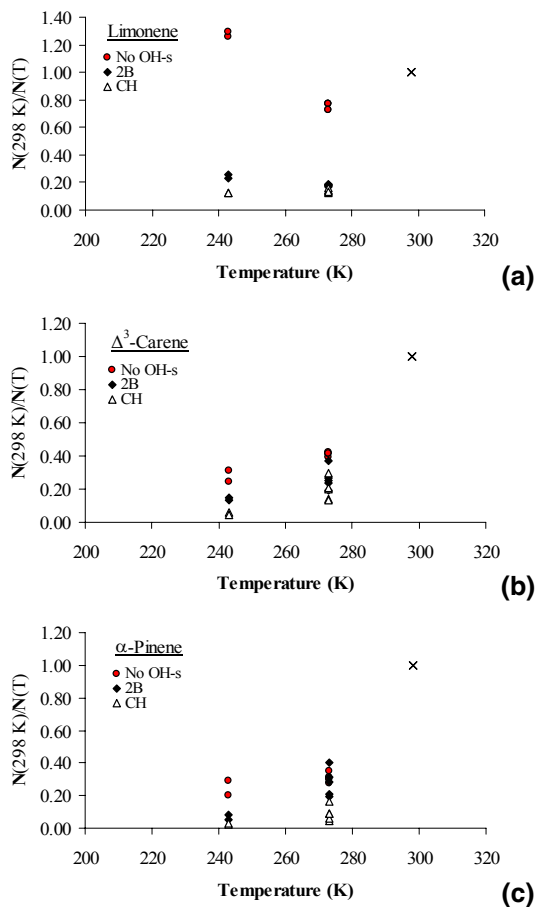 1.40
Limonene
1.20
No OH-s
2B
CH
1.00
0.80
0.60
0.40
0.20
0.00
N(298 K)/N(T)
200 220 240 260 280 300 320
Temperature (K)
(a)
1.20
Δ³-Carene
1.00
No OH-s
2B
CH
0.80
0.60
0.40
0.20
0.00
N(298 K)/N(T)
200 220 240 260 280 300 320
Temperature (K)
(b)
1.20
α-Pinene
1.00
No OH-s
2B
CH
0.80
0.60
0.40
0.20
0.00
N(298 K)/N(T)
200 220 240 260 280 300 320
Temperature (K)
(c)